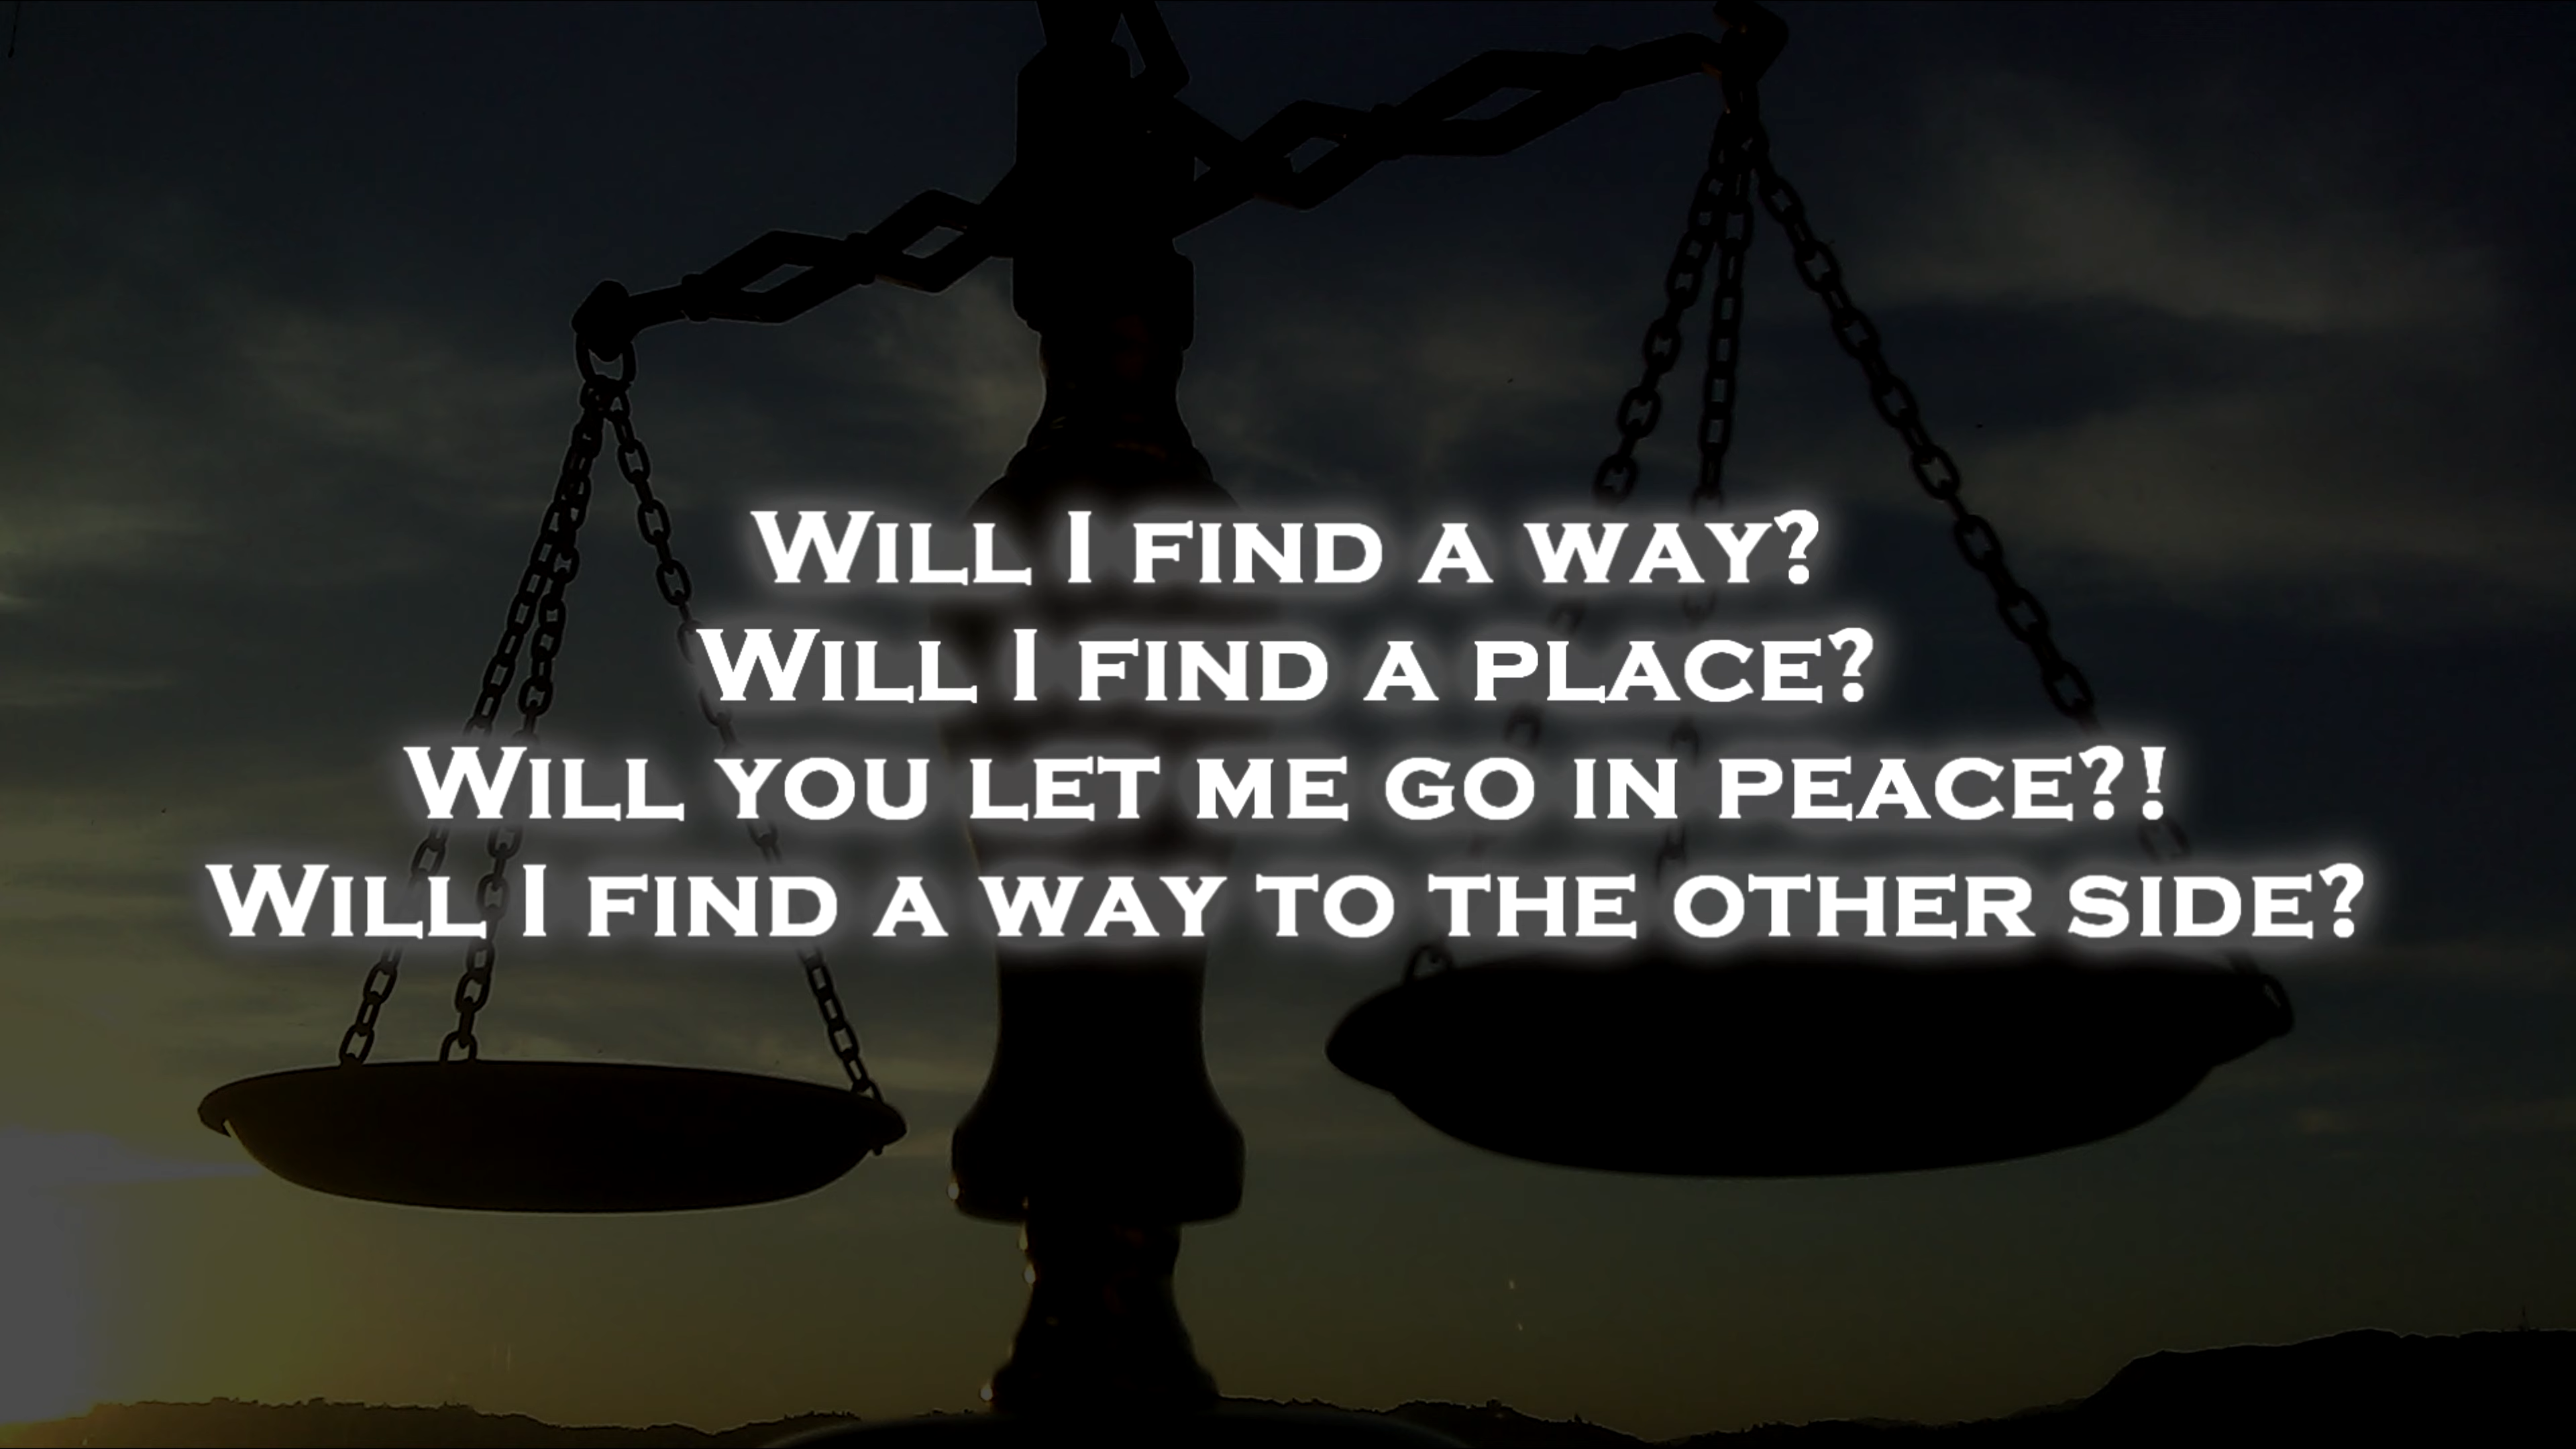 Will I find a way?
Will I find a place?
Will you let me go in peace?!
Will I find a way to the other side?